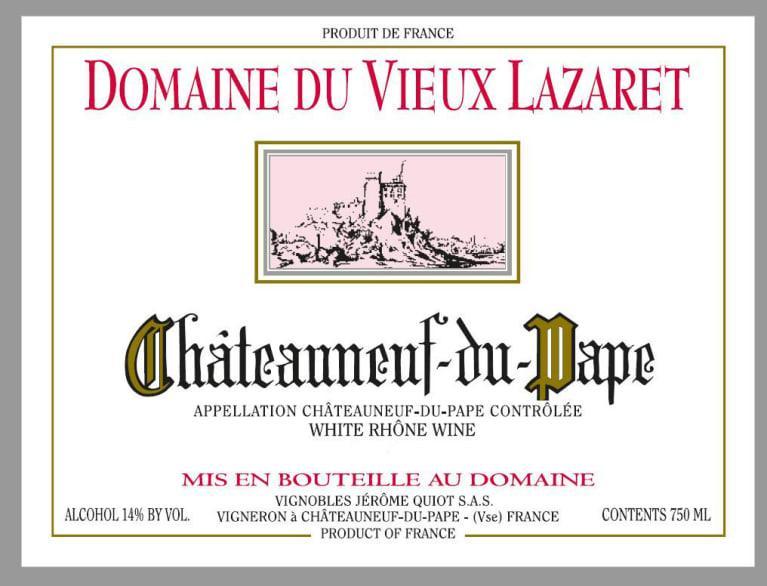 PRODUIT DE FRANCE
DOMAINE DU VIEUX LAZARET
Châteauneuf-du-Pape
APPELLATION CHÂTEAUNEUF-DU-PAPE CONTRÔLÉE
WHITE RHÔNE WINE
MIS EN BOUTEILLE AU DOMAINE
VIGNOBLES JÉRÔME QUIOT S.A.S.
ALCOHOL 14% BY VOL. VIGNERON à CHÂTEAUNEUF-DU-PAPE - (Vse) FRANCE CONTENTS 750 ML
PRODUCT OF FRANCE